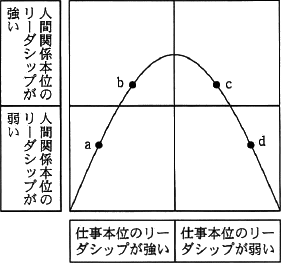 人間関係本位の
リーダシップが
強い
人間関係本位の
リーダシップが
弱い
b
c
a
d
仕事本位のリー
ダシップが強い
仕事本位のリー
ダシップが弱い